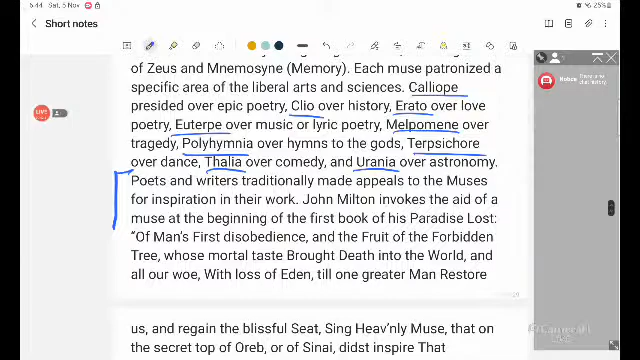 6:44 Sat, 5 Nov
25%
Short notes
of Zeus and Mnemosyne (Memory). Each muse patronized a
specific area of the liberal arts and sciences. Calliope
presided over epic poetry, Clio over history, Erato over love
poetry, Euterpe over music or lyric poetry, Melpomene over
tragedy, Polyhymnia over hymns to the gods, Terpsichore
over dance, Thalia over comedy, and Urania over astronomy.
Poets and writers traditionally made appeals to the Muses
for inspiration in their work. John Milton invokes the aid of a
muse at the beginning of the first book of his Paradise Lost:
“Of Man's First disobedience, and the Fruit of the Forbidden
Tree, whose mortal taste Brought Death into the World, and
all our woe, With loss of Eden, till one greater Man Restore
us, and regain the blissful Seat, Sing Heav'nly Muse, that on
the secret top of Oreb, or of Sinai, didst inspire That